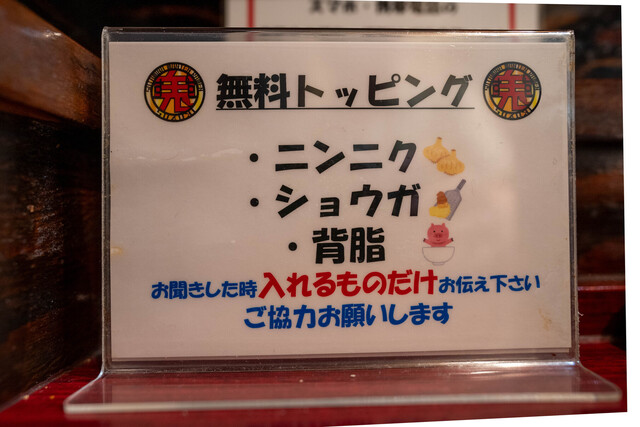 無料トッピング
・ニンニク
・ショウガ
・背脂
お聞きした時入れるものだけお伝え下さい
ご協力お願いします